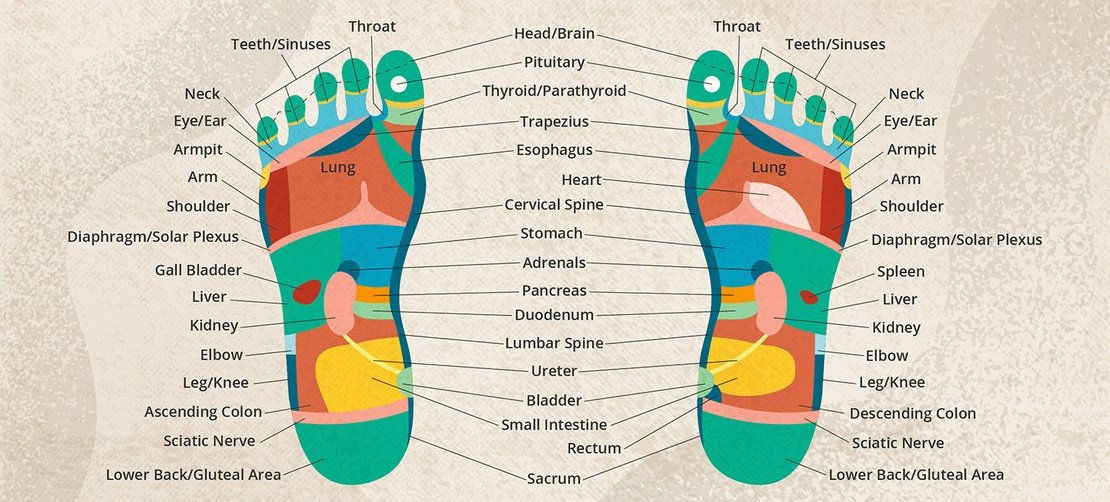 Throat
Teeth/Sinuses
Neck
Eye/Ear
Armpit
Arm
Shoulder
Diaphragm/Solar Plexus
Gall Bladder
Liver
Kidney
Elbow
Leg/Knee
Ascending Colon
Sciatic Nerve
Lower Back/Gluteal Area
Lung
Head/Brain
Pituitary
Thyroid/Parathyroid
Trapezius
Esophagus
Heart
Cervical Spine
Stomach
Adrenals
Pancreas
Duodenum
Lumbar Spine
Ureter
Bladder
Small Intestine
Rectum
Sacrum
Throat
Teeth/Sinuses
Lung
Neck
Eye/Ear
Armpit
Arm
Shoulder
Diaphragm/Solar Plexus
Spleen
Liver
Kidney
Elbow
Leg/Knee
Descending Colon
Sciatic Nerve
Lower Back/Gluteal Area